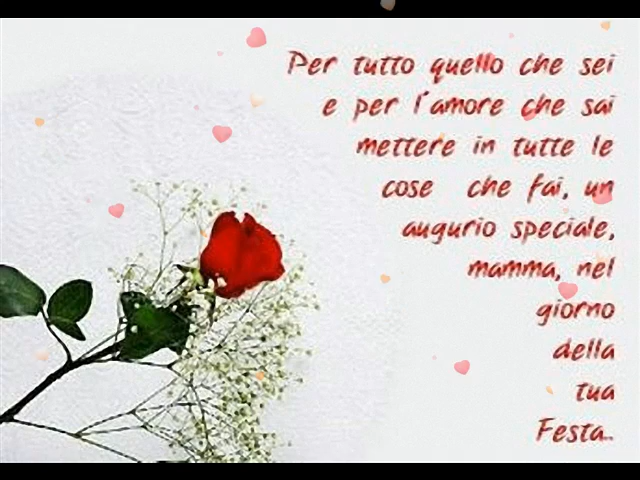 Per tutto quello che sei
e per l'amore che sai
mettere in tutte le
cose che fai, un
augurio speciale,
mamma, nel
giorno
della
tua
Festa.